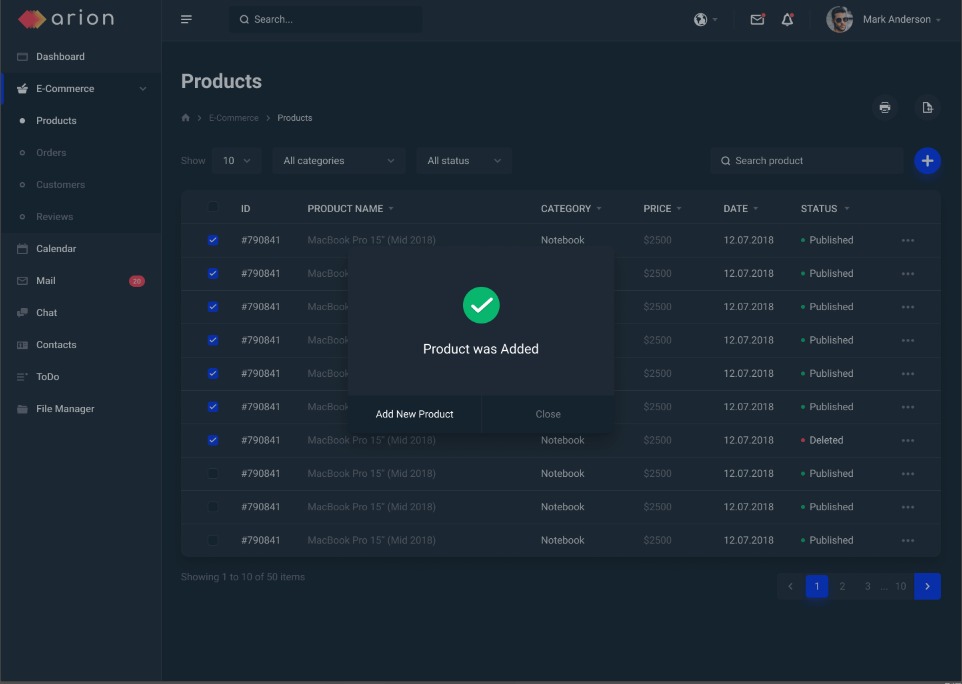 arion
Search...
Mark Anderson
Dashboard
E-Commerce
Products
Orders
Customers
Reviews
Calendar
Mail 20
Chat
Contacts
ToDo
File Manager
Products
E-Commerce > Products
Show 10 All categories All status Search product
ID PRODUCT NAME CATEGORY PRICE DATE STATUS
#790841 MacBook Pro 15" (Mid 2018) Notebook $2500 12.07.2018 Published
#790841 MacBook $2500 12.07.2018 Published
#790841 MacBook $2500 12.07.2018 Published
#790841 MacBook $2500 12.07.2018 Published
#790841 MacBook $2500 12.07.2018 Published
#790841 MacBook $2500 12.07.2018 Published
#790841 MacBook Pro 15" (Mid 2018) Notebook $2500 12.07.2018 Deleted
#790841 MacBook Pro 15" (Mid 2018) Notebook $2500 12.07.2018 Published
#790841 MacBook Pro 15" (Mid 2018) Notebook $2500 12.07.2018 Published
#790841 MacBook Pro 15" (Mid 2018) Notebook $2500 12.07.2018 Published
Product was Added
Add New Product Close
Showing 1 to 10 of 50 items
< 1 2 3 ... 10 >